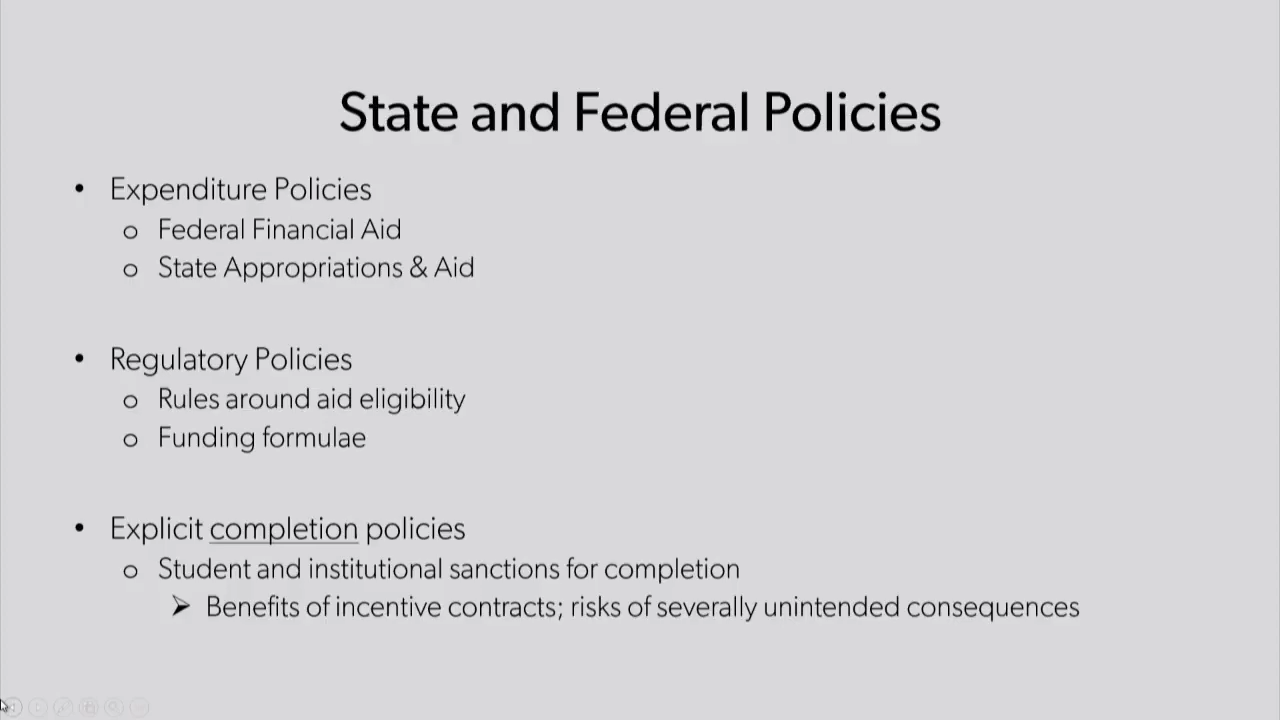 State and Federal Policies
• Expenditure Policies
o Federal Financial Aid
o State Appropriations & Aid
• Regulatory Policies
o Rules around aid eligibility
o Funding formulae
• Explicit completion policies
o Student and institutional sanctions for completion
➢ Benefits of incentive contracts; risks of severally unintended consequences